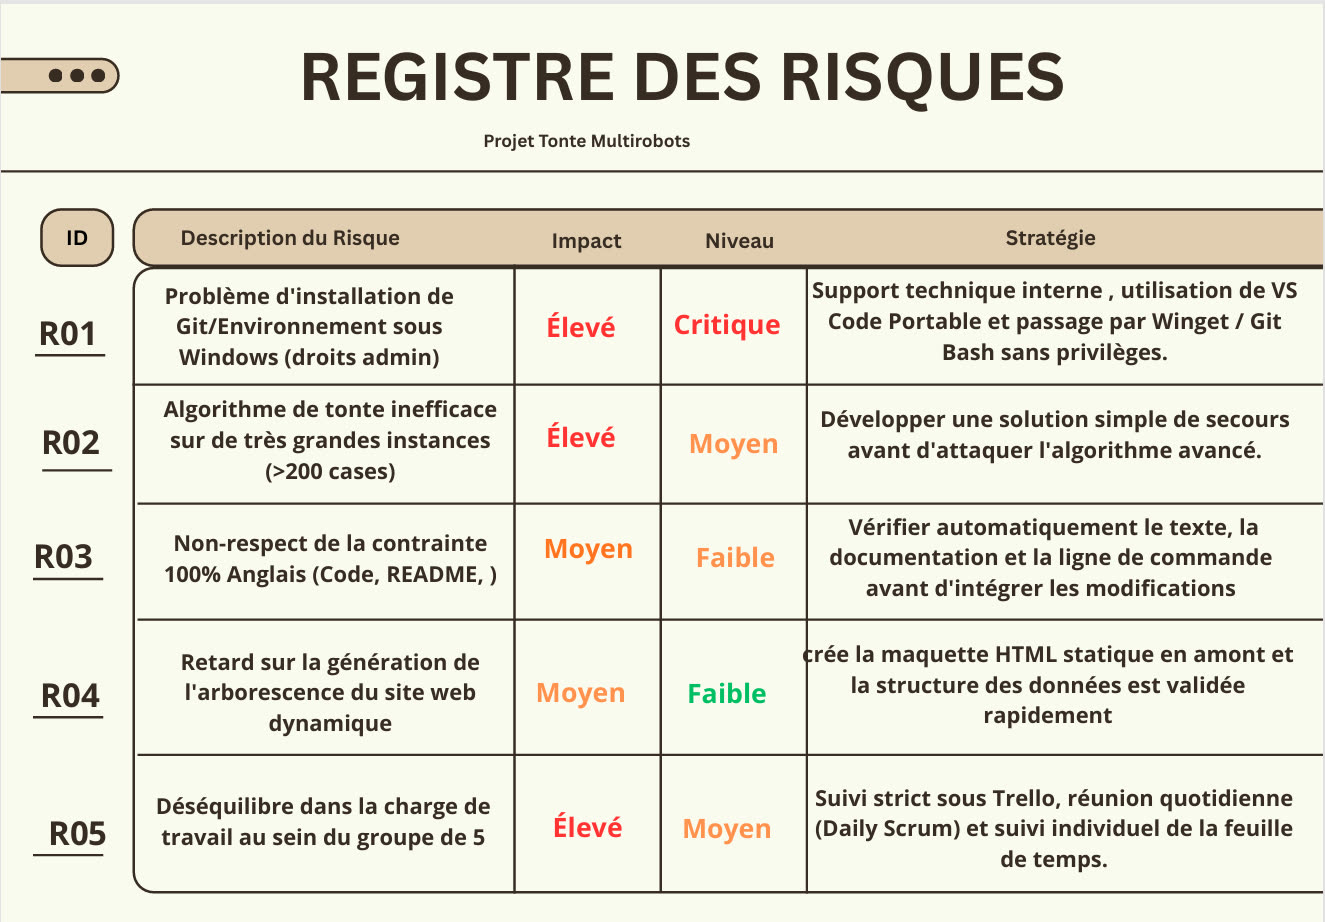 REGISTRE DES RISQUES
Projet Tonte Multirobots
ID
Description du Risque
Impact
Niveau
Stratégie
R01
Problème d'installation de
Git/Environnement sous
Windows (droits admin)
Élevé
Critique
Support technique interne , utilisation de VS
Code Portable et passage par Winget / Git
Bash sans privilèges.
R02
Algorithme de tonte inefficace
sur de très grandes instances
(>200 cases)
Élevé
Moyen
Développer une solution simple de secours
avant d'attaquer l'algorithme avancé.
R03
Non-respect de la contrainte
100% Anglais (Code, README, )
Moyen
Faible
Vérifier automatiquement le texte, la
documentation et la ligne de commande
avant d'intégrer les modifications
R04
Retard sur la génération de
l'arborescence du site web
dynamique
Moyen
Faible
crée la maquette HTML statique en amont et
la structure des données est validée
rapidement
R05
Déséquilibre dans la charge de
travail au sein du groupe de 5
Élevé
Moyen
Suivi strict sous Trello, réunion quotidienne
(Daily Scrum) et suivi individuel de la feuille
de temps.